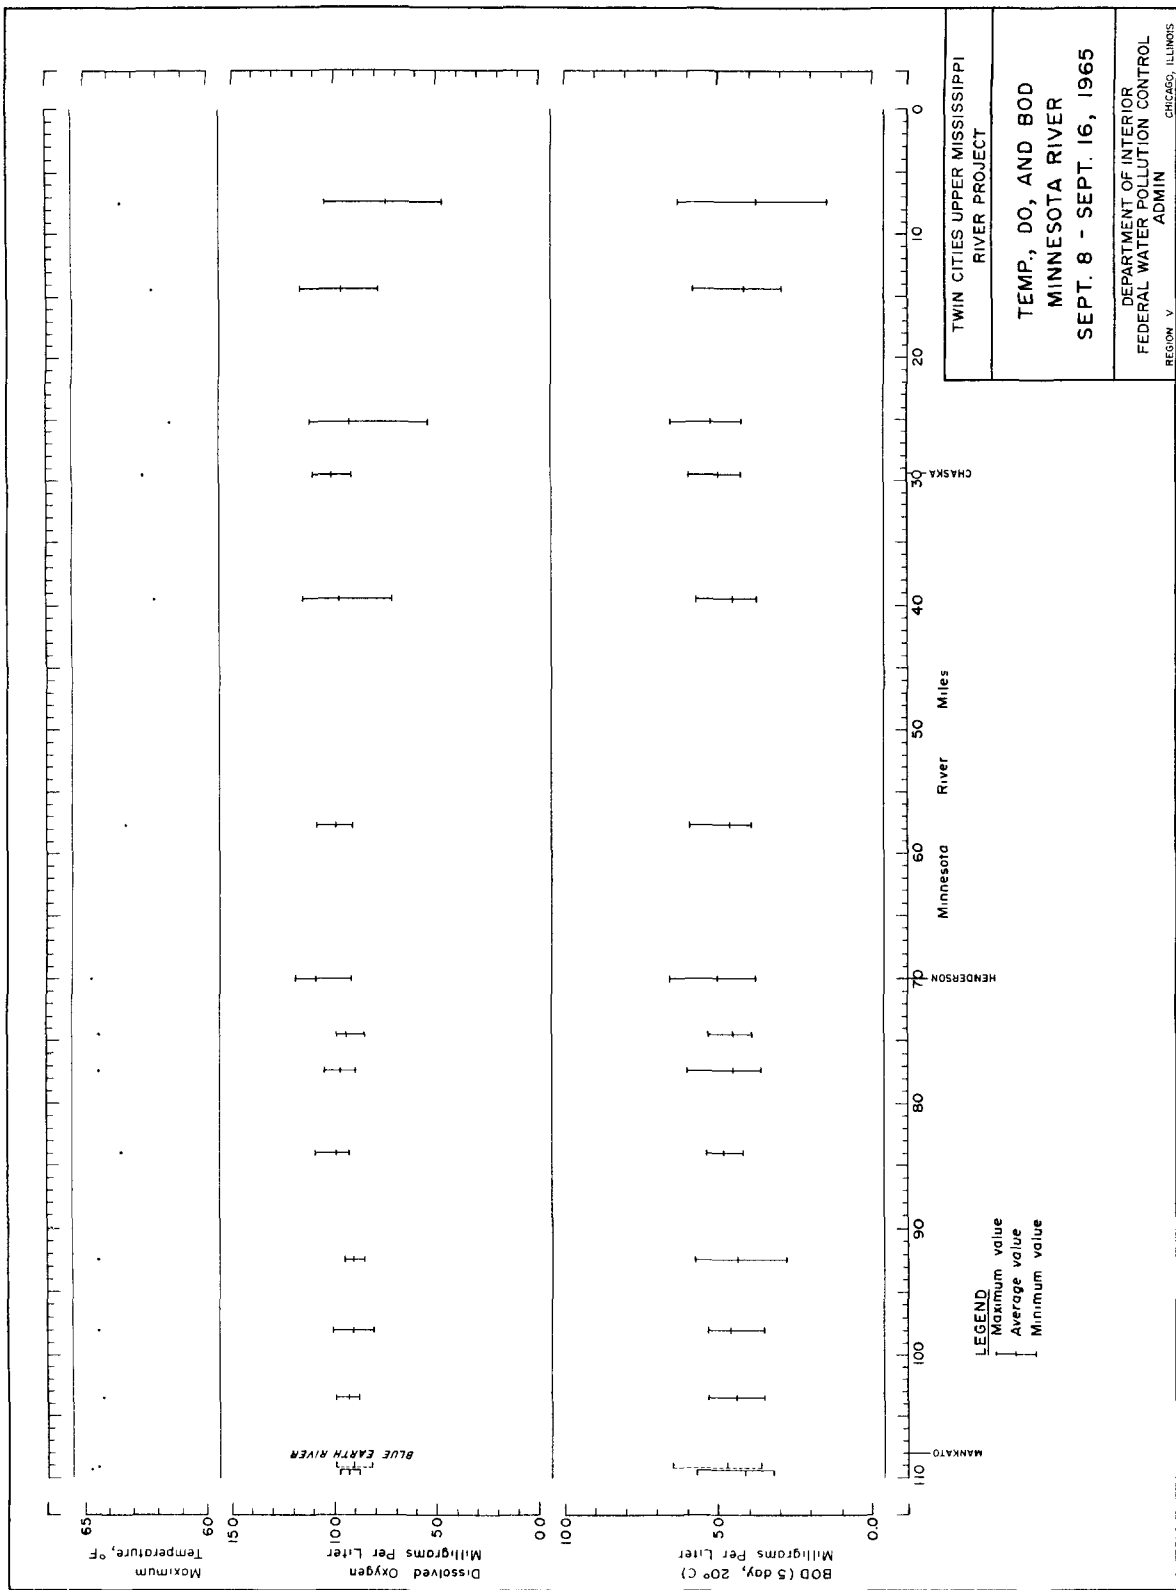 Maximum
Temperature, °F
65
60
Dissolved Oxygen
Milligrams Per Liter
15.0
10.0
5.0
0.0
BLUE EARTH RIVER
BOD (5 day, 20° C)
Milligrams Per Liter
10.0
5.0
0.0
110
100
90
80
70
60
50
40
30
20
10
0
MANKATO
HENDERSON
CHASKA
Minnesota River Miles
LEGEND
Maximum value
Average value
Minimum value
TWIN CITIES UPPER MISSISSIPPI
RIVER PROJECT
TEMP., DO, AND BOD
MINNESOTA RIVER
SEPT. 8 - SEPT. 16, 1965
DEPARTMENT OF INTERIOR
FEDERAL WATER POLLUTION CONTROL
ADMIN
REGION V CHICAGO, ILLINOIS